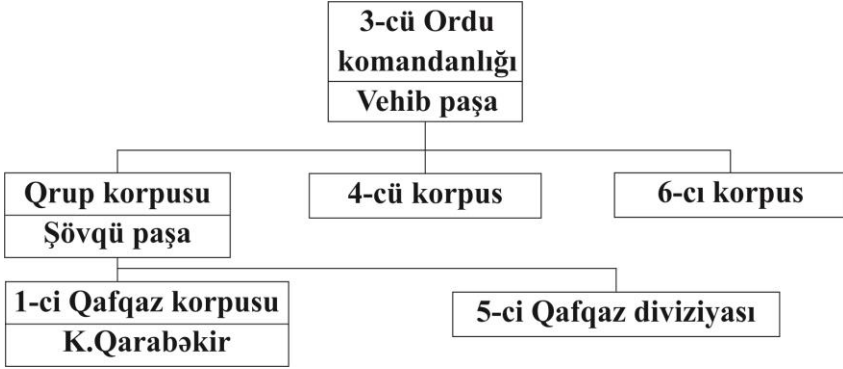 3-cü Ordu
komandanlığı
Vehib paşa
Qrup korpusu
Şövqü paşa
4-cü korpus
6-cı korpus
1-ci Qafqaz korpusu
K.Qarabəkir
5-ci Qafqaz diviziyası